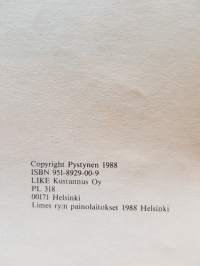 Copyright Pystynen 1988
ISBN 951-8929-00-9
LIKE Kustannus Oy
PL 318
00171 Helsinki
Limes ry:n painolaitokset 1988 Helsinki